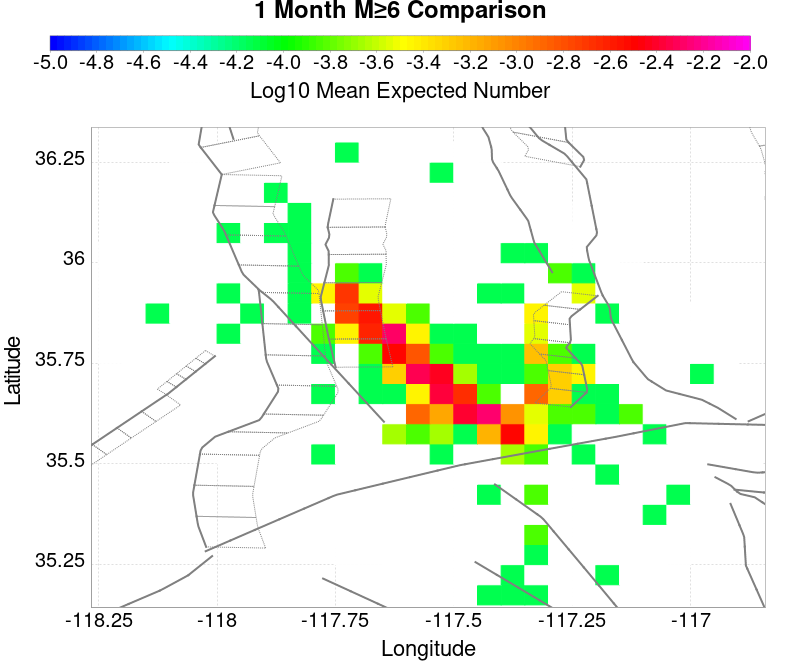 1 Month M≥6 Comparison
-5.0 -4.8 -4.6 -4.4 -4.2 -4.0 -3.8 -3.6 -3.4 -3.2 -3.0 -2.8 -2.6 -2.4 -2.2 -2.0
Log10 Mean Expected Number
36.25
36
35.75
35.5
35.25
Latitude
-118.25 -118 -117.75 -117.5 -117.25 -117
Longitude